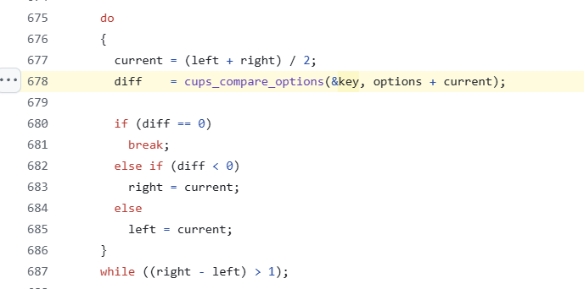 675 do
676 {
677 current = (left + right) / 2;
••• 678 diff = cups_compare_options(&key, options + current);
679
680 if (diff == 0)
681 break;
682 else if (diff < 0)
683 right = current;
684 else
685 left = current;
686 }
687 while ((right - left) > 1);